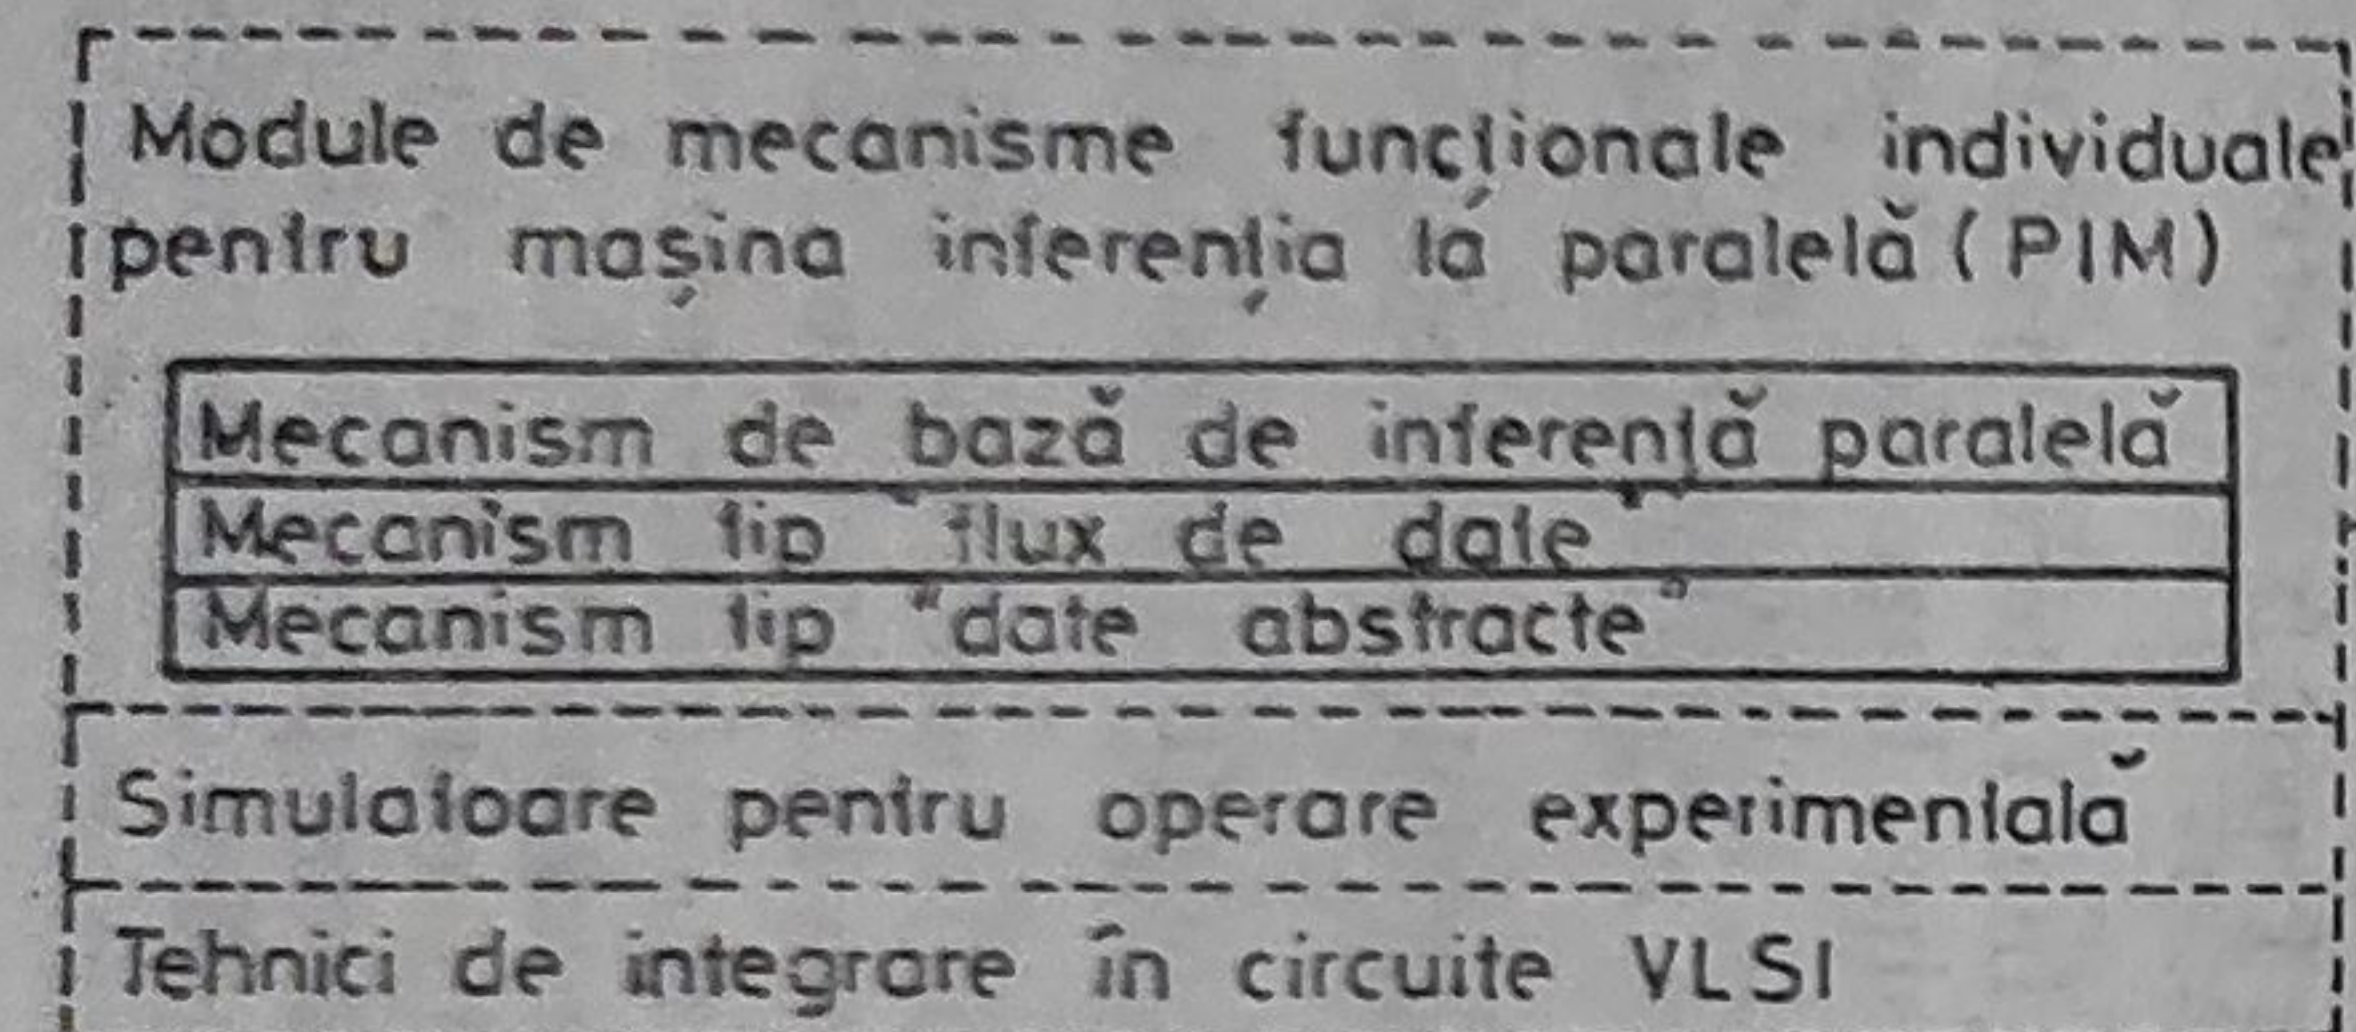 Module de mecanisme funcționale individuale
pentru mașina inferenția lá paralelă (PIM)
Mecanism de bază de inferență paralelă
Mecanism tip "flux de date"
Mecanism tip "date abstracte"
Simulatoare pentru operare experimentală
Tehnici de integrare în circuite VLSI